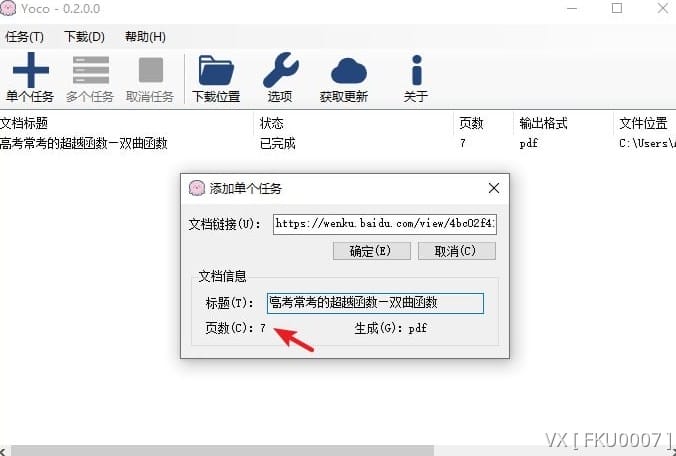 Yoco - 0.2.0.0
任务(T) 下载(D) 帮助(H)
单个任务 多个任务 取消任务 下载位置 选项 获取更新 关于
文档标题 状态 页数 输出格式 文件位置
高考常考的超越函数—双曲函数 已完成 7 pdf C:\Users\
添加单个任务
文档链接(U): https://wenku.baidu.com/view/4bc02f4
确定(E) 取消(C)
文档信息
标题(T): 高考常考的超越函数—双曲函数
页数(C): 7 生成(G): pdf
VX [ FKU0007 ]